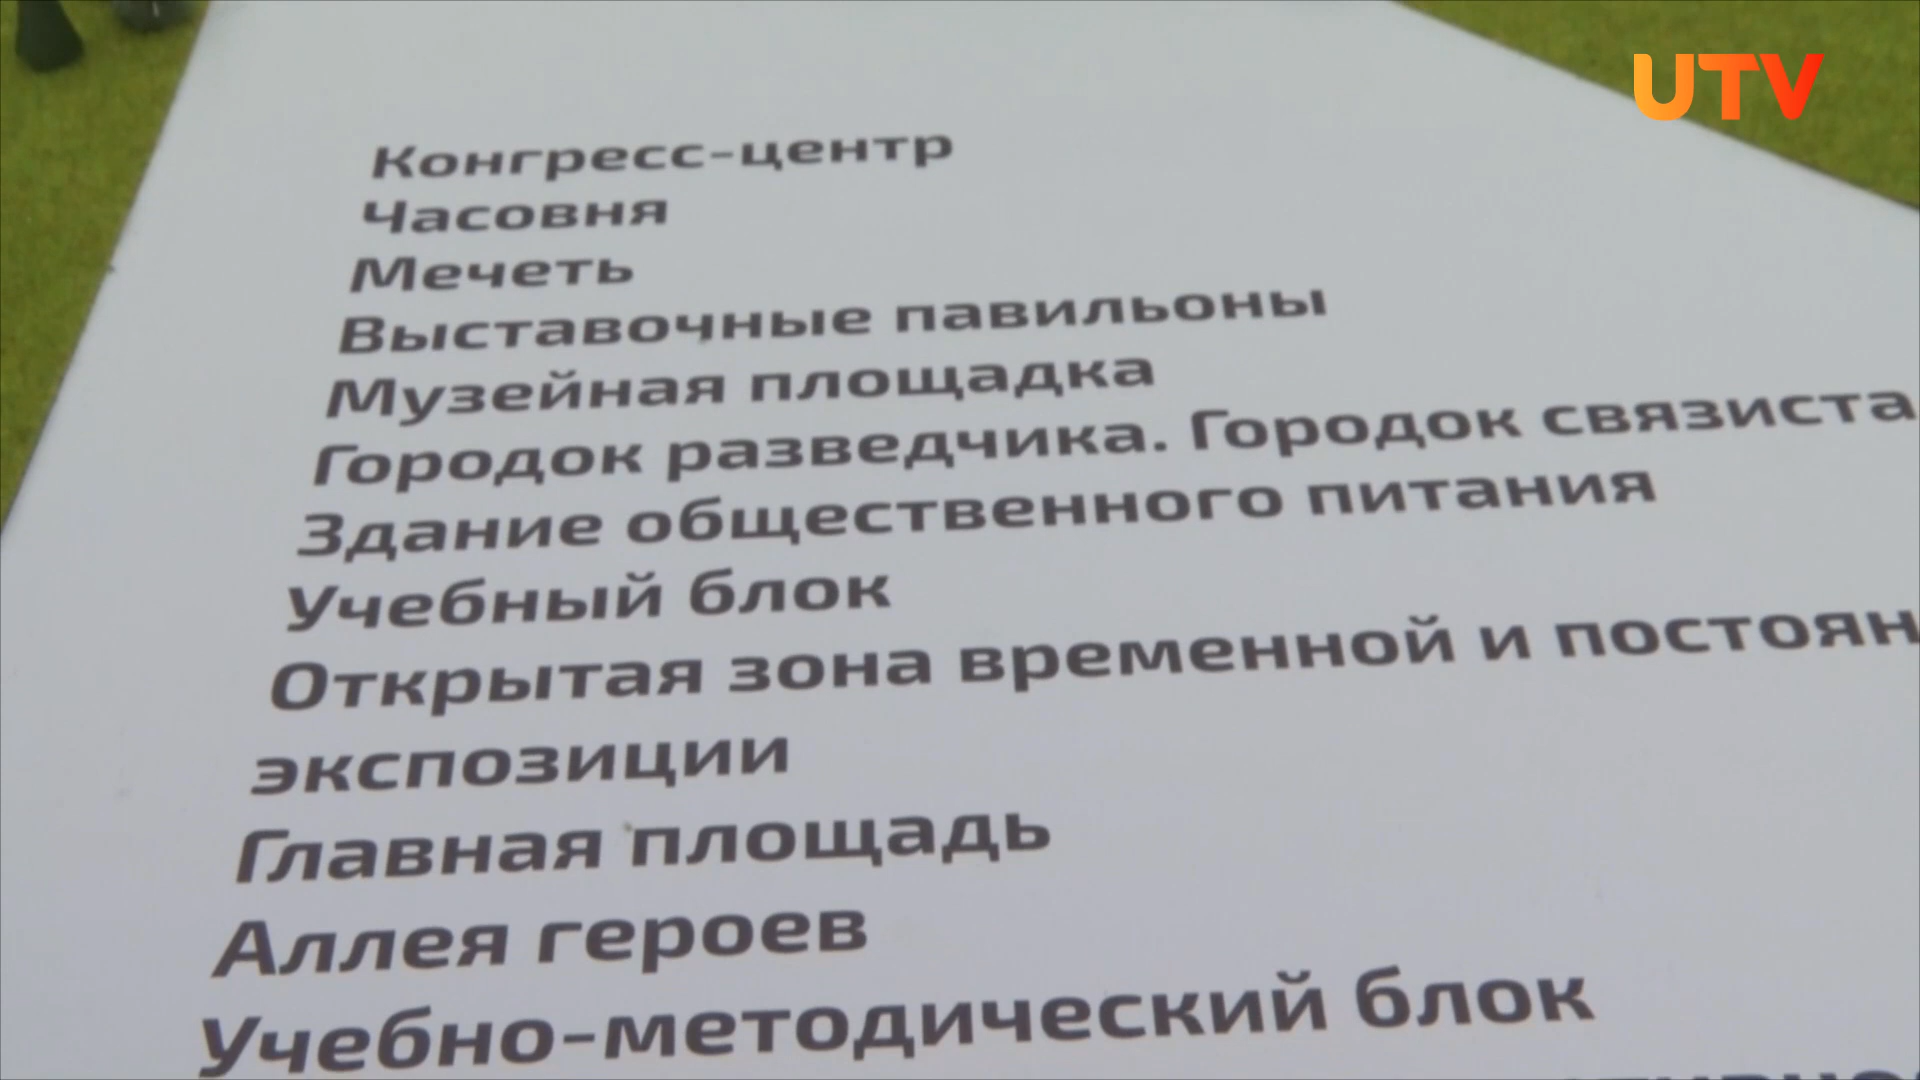 UTV
Конгресс-центр
Часовня
Мечеть
Выставочные павильоны
Музейная площадка
Городок разведчика. Городок связиста
Здание общественного питания
Учебный блок
Открытая зона временной и
экспозиции
Главная площадь
Аллея героев
Учебно-методический блок